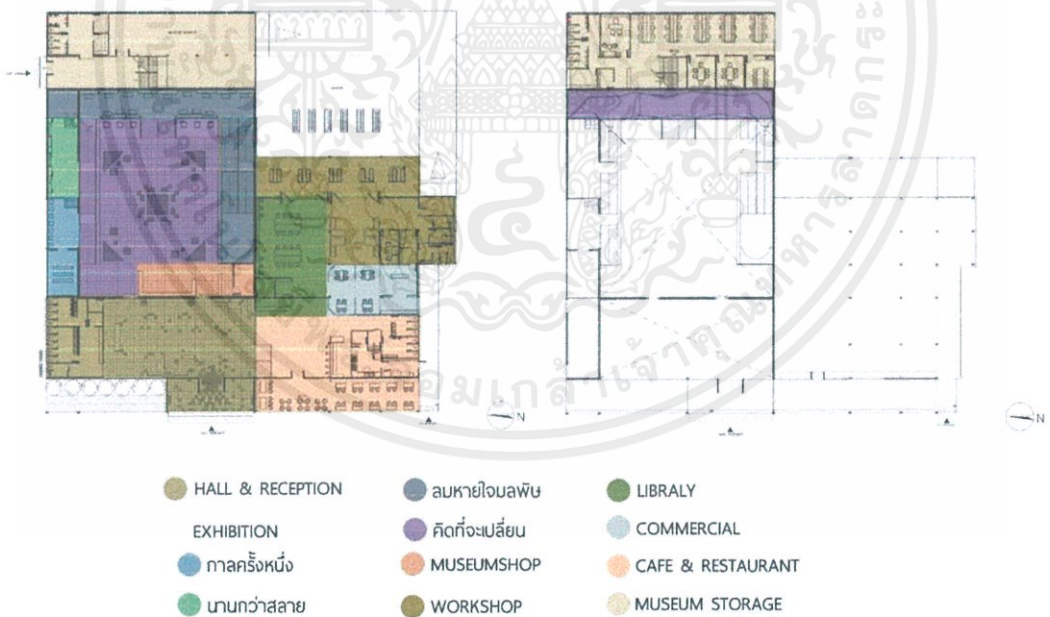 N
N
HALL & RECEPTION
EXHIBITION
กาลครั้งหนึ่ง
นานกว่าสลาย
ลมหายใจมลพิษ
คิดที่จะเปลี่ยน
MUSEUMSHOP
WORKSHOP
LIBRALY
COMMERCIAL
CAFE & RESTAURANT
MUSEUM STORAGE